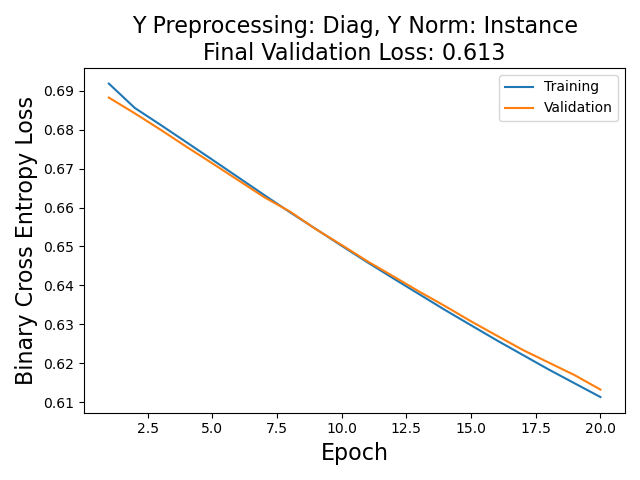 Y Preprocessing: Diag, Y Norm: Instance
Final Validation Loss: 0.613
Training
Validation
Binary Cross Entropy Loss
0.69
0.68
0.67
0.66
0.65
0.64
0.63
0.62
0.61
2.5 5.0 7.5 10.0 12.5 15.0 17.5 20.0
Epoch